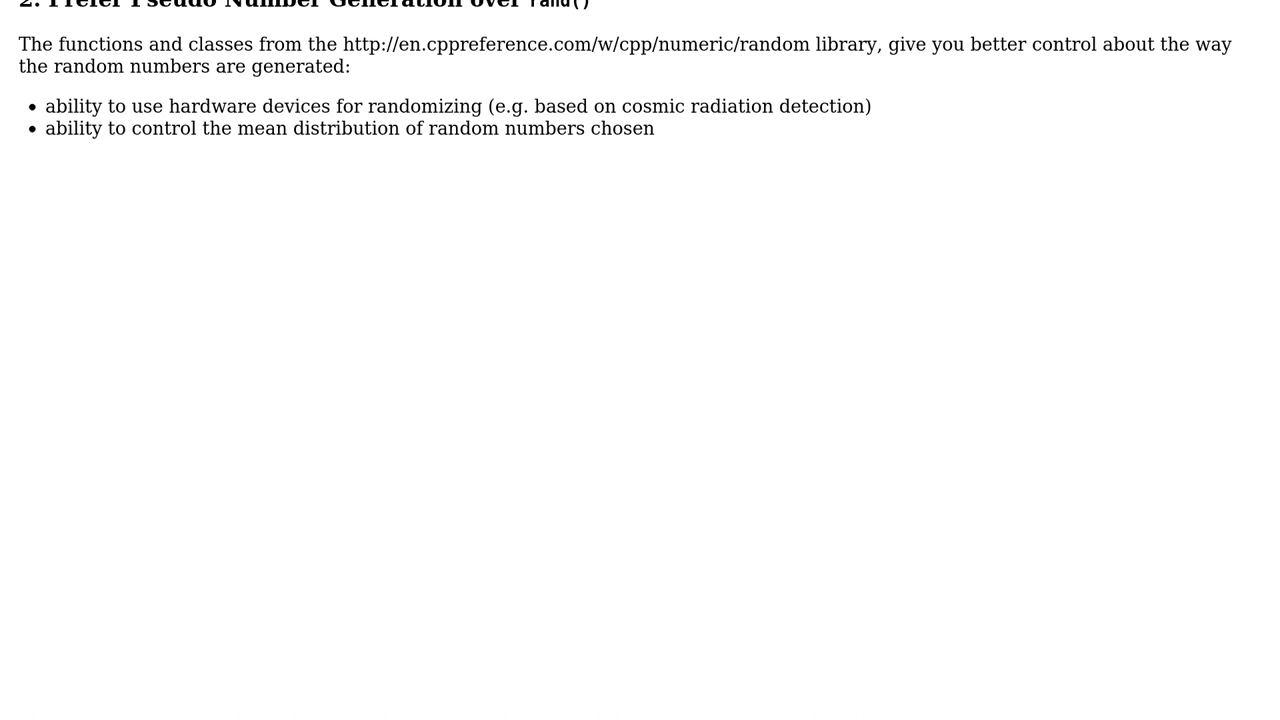 2. Prefer Pseudo Number Generation over rand()
The functions and classes from the http://en.cppreference.com/w/cpp/numeric/random library, give you better control about the way
the random numbers are generated:
• ability to use hardware devices for randomizing (e.g. based on cosmic radiation detection)
• ability to control the mean distribution of random numbers chosen